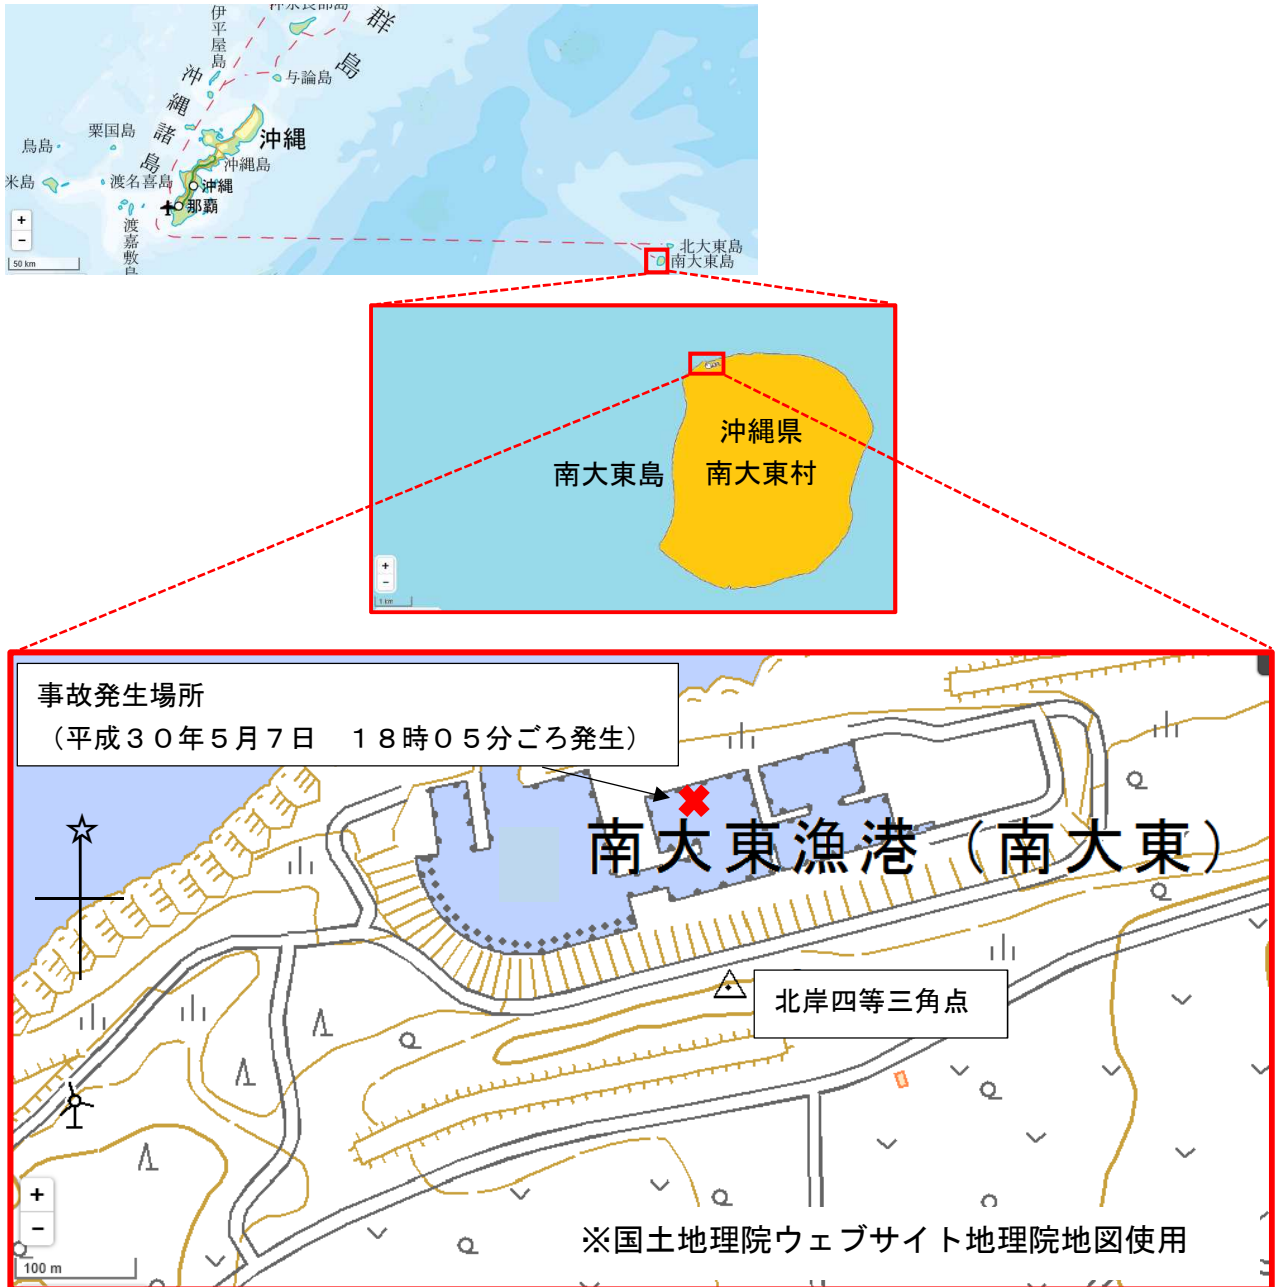 伊平屋島
群島
与論島
沖縄諸島
粟国島
鳥島
沖縄
沖縄島
米島
渡名喜島
沖縄
那覇
渡嘉敷島
北大東島
南大東島
+
−
50 km
沖縄県
南大東島
南大東村
+
−
1 km
事故発生場所
（平成３０年５月７日　１８時０５分ごろ発生）
南大東漁港（南大東）
北岸四等三角点
+
−
100 m
※国土地理院ウェブサイト地理院地図使用